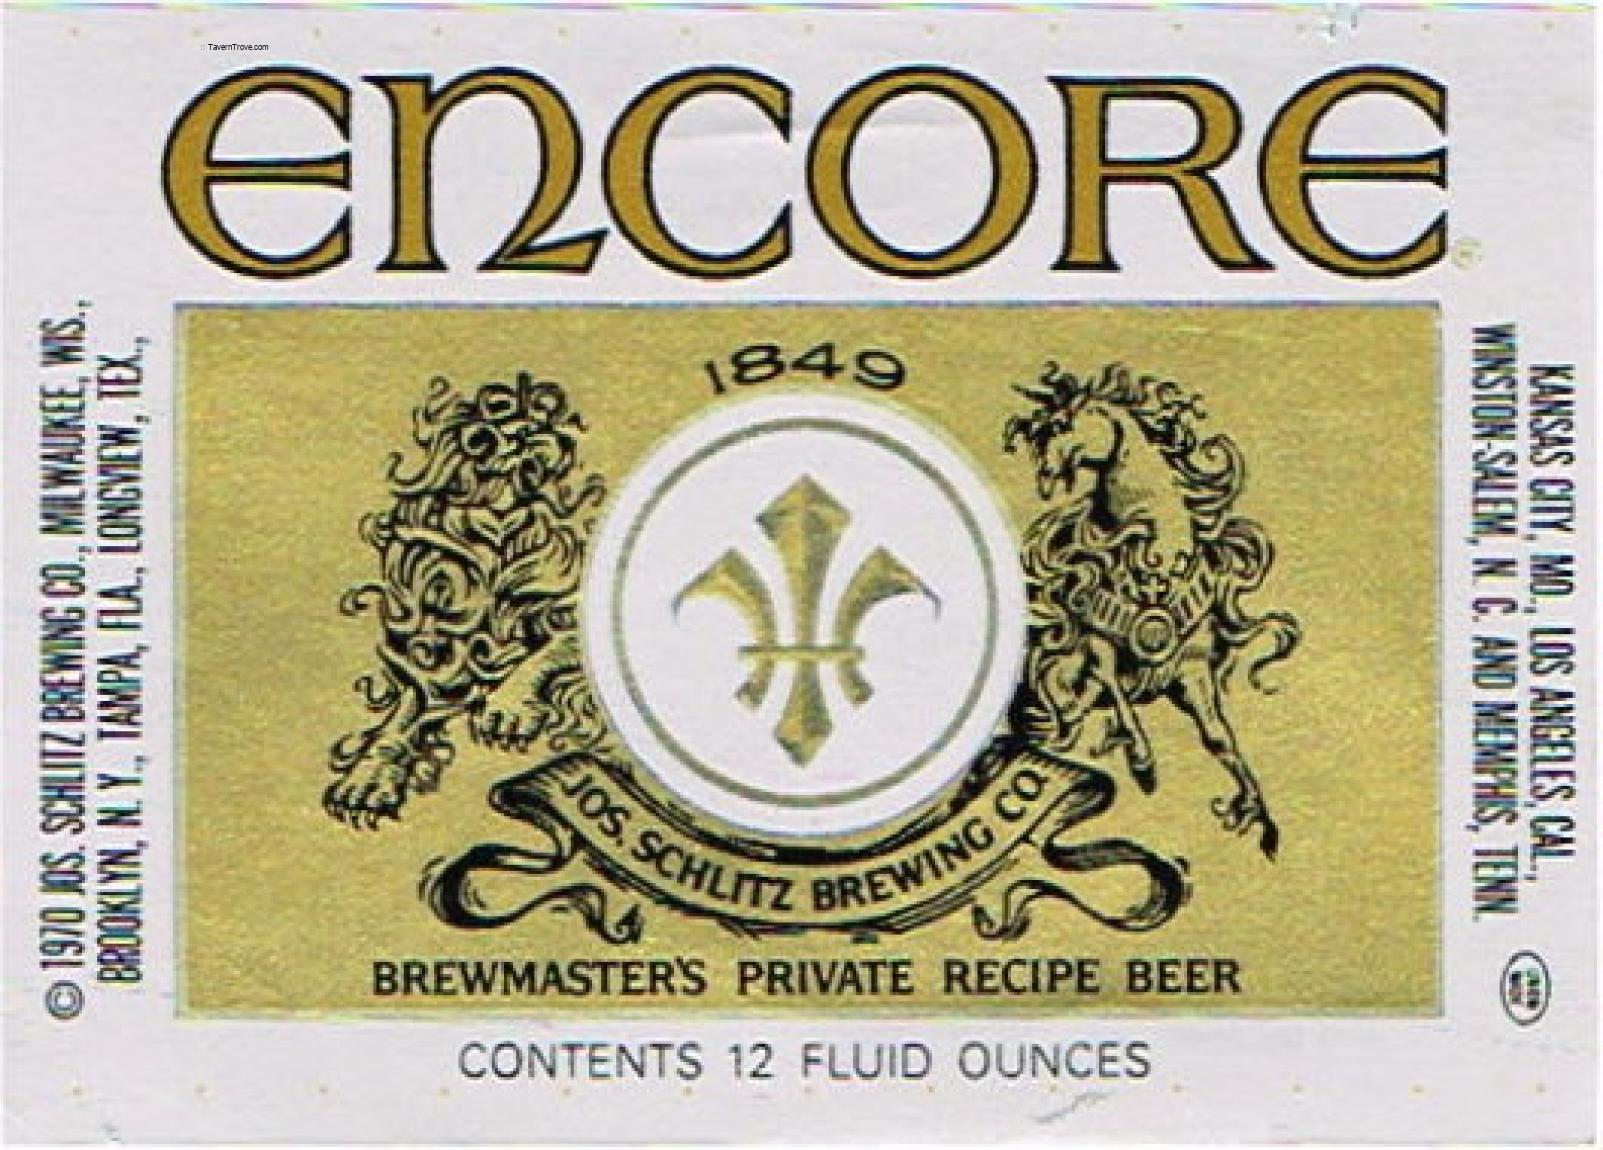 :: TavernTrove.com
ENCORE
®
1849
JOS. SCHLITZ BREWING CO.
BREWMASTER'S PRIVATE RECIPE BEER
CONTENTS 12 FLUID OUNCES
© 1970 JOS. SCHLITZ BREWING CO., MILWAUKEE, WIS.,
BROOKLYN, N. Y., TAMPA, FLA., LONGVIEW, TEX.,
KANSAS CITY, MO., LOS ANGELES, CAL.,
WINSTON-SALEM, N. C. AND MEMPHIS, TENN.